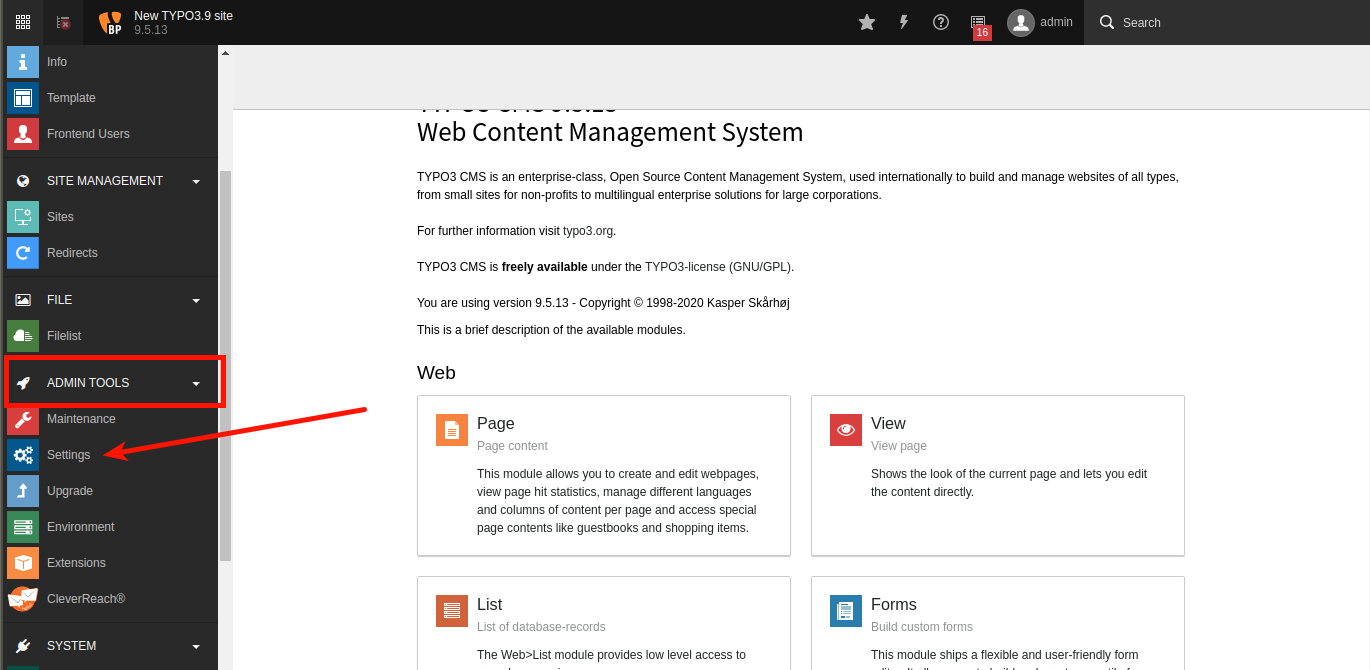 New TYPO3.9 site
9.5.13
BP
16
admin
Search
Info
Template
Frontend Users
SITE MANAGEMENT
Sites
Redirects
FILE
Filelist
ADMIN TOOLS
Maintenance
Settings
Upgrade
Environment
Extensions
CleverReach®
SYSTEM
TYPO3 CMS 9.5.13
Web Content Management System
TYPO3 CMS is an enterprise-class, Open Source Content Management System, used internationally to build and manage websites of all types,
from small sites for non-profits to multilingual enterprise solutions for large corporations.
For further information visit typo3.org.
TYPO3 CMS is freely available under the TYPO3-license (GNU/GPL).
You are using version 9.5.13 - Copyright © 1998-2020 Kasper Skårhøj
This is a brief description of the available modules.
Web
Page
Page content
This module allows you to create and edit webpages,
view page hit statistics, manage different languages
and columns of content per page and access special
page contents like guestbooks and shopping items.
View
View page
Shows the look of the current page and lets you edit
the content directly.
List
List of database-records
The Web>List module provides low level access to
Forms
Build custom forms
This module ships a flexible and user-friendly form